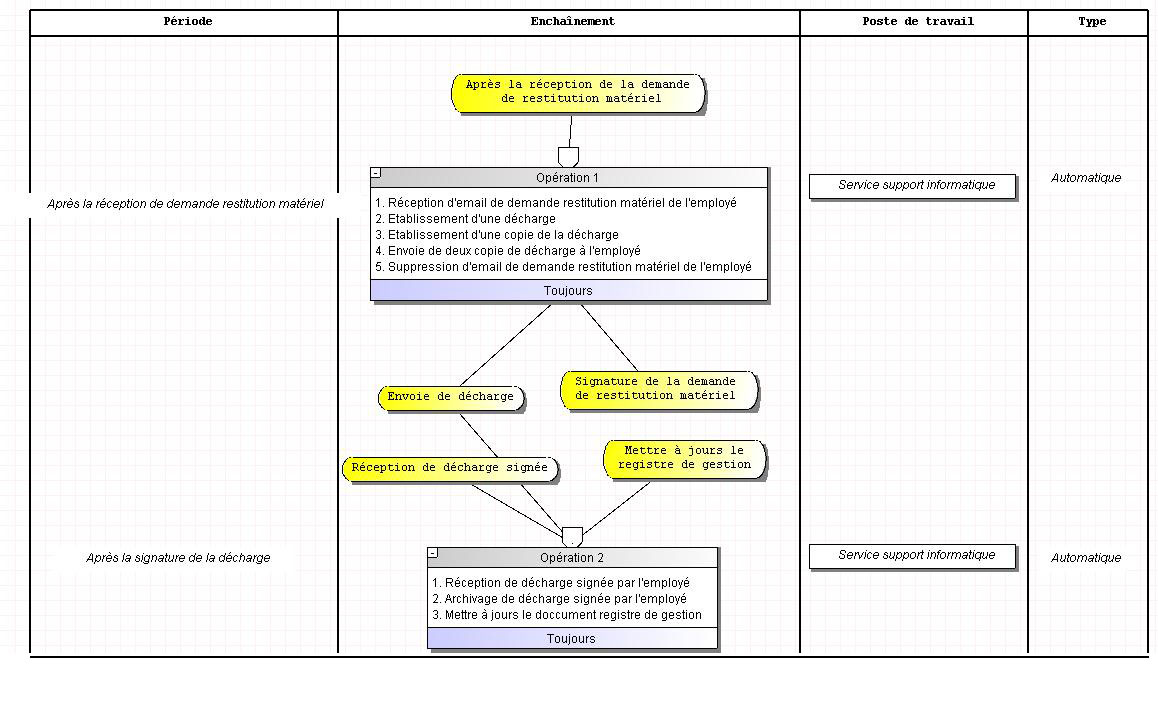 Période
Enchaînement
Poste de travail
Type
Après la réception de la demande
de restitution matériel
Après la réception de demande restitution matériel
Opération 1
1. Réception d'email de demande restitution matériel de l'employé
2. Etablissement d'une décharge
3. Etablissement d'une copie de la décharge
4. Envoie de deux copie de décharge à l'employé
5. Suppression d'email de demande restitution matériel de l'employé
Toujours
Service support informatique
Automatique
Envoie de décharge
Signature de la demande
de restitution matériel
Réception de décharge signée
Mettre à jours le
registre de gestion
Après la signature de la décharge
Opération 2
1. Réception de décharge signée par l'employé
2. Archivage de décharge signée par l'employé
3. Mettre à jours le doccument registre de gestion
Toujours
Service support informatique
Automatique